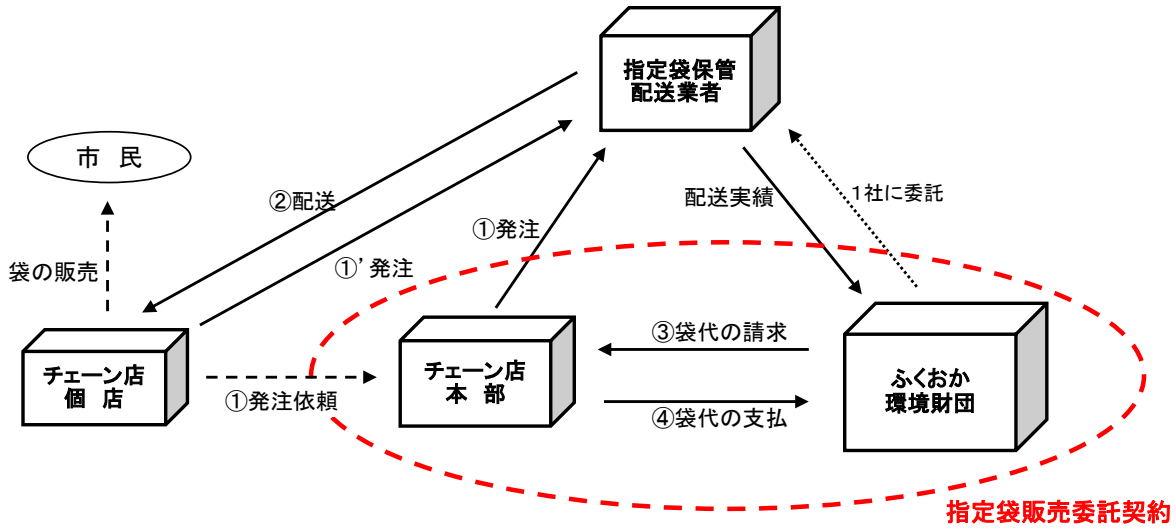 指定袋保管
配送業者
市 民
②配送
①発注
配送実績
1社に委託
袋の販売
①’発注
チェーン店
個 店
①発注依頼
チェーン店
本 部
③袋代の請求
④袋代の支払
ふくおか
環境財団
指定袋販売委託契約